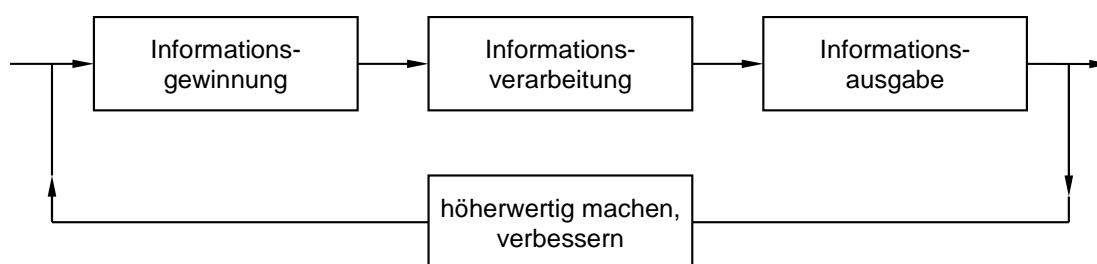 Informations-
gewinnung
Informations-
verarbeitung
Informations-
ausgabe
höherwertig machen,
verbessern